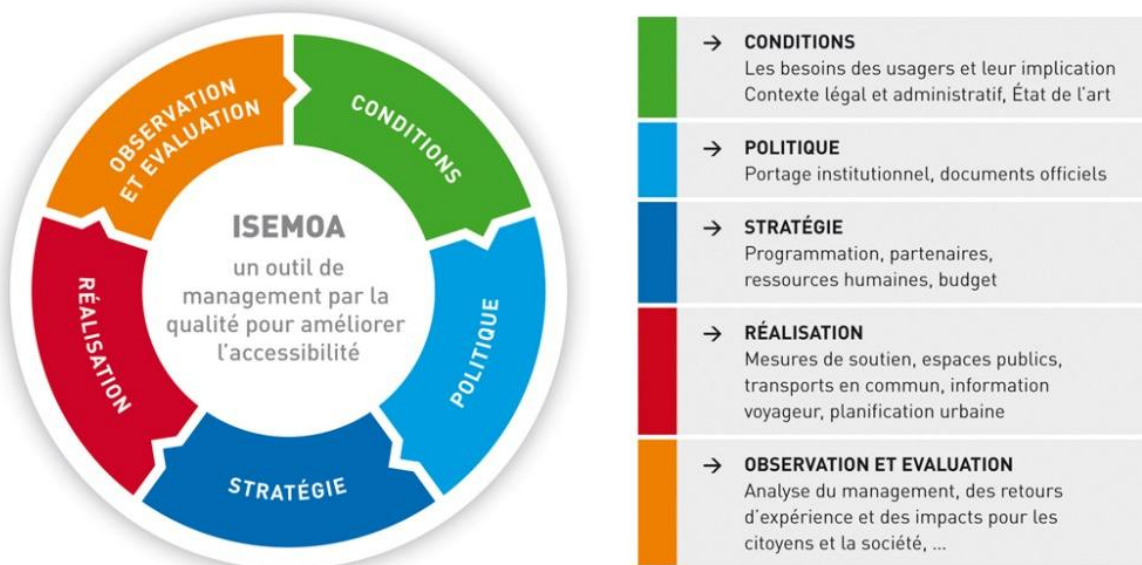 OBSERVATION
ET EVALUATION
CONDITIONS
ISEMOA
un outil de
management par la
qualité pour améliorer
l'accessibilité
RÉALISATION
POLITIQUE
STRATÉGIE
→ CONDITIONS
Les besoins des usagers et leur implication
Contexte légal et administratif, État de l'art
→ POLITIQUE
Portage institutionnel, documents officiels
→ STRATÉGIE
Programmation, partenaires,
ressources humaines, budget
→ RÉALISATION
Mesures de soutien, espaces publics,
transports en commun, information
voyageur, planification urbaine
→ OBSERVATION ET EVALUATION
Analyse du management, des retours
d'expérience et des impacts pour les
citoyens et la société, ...